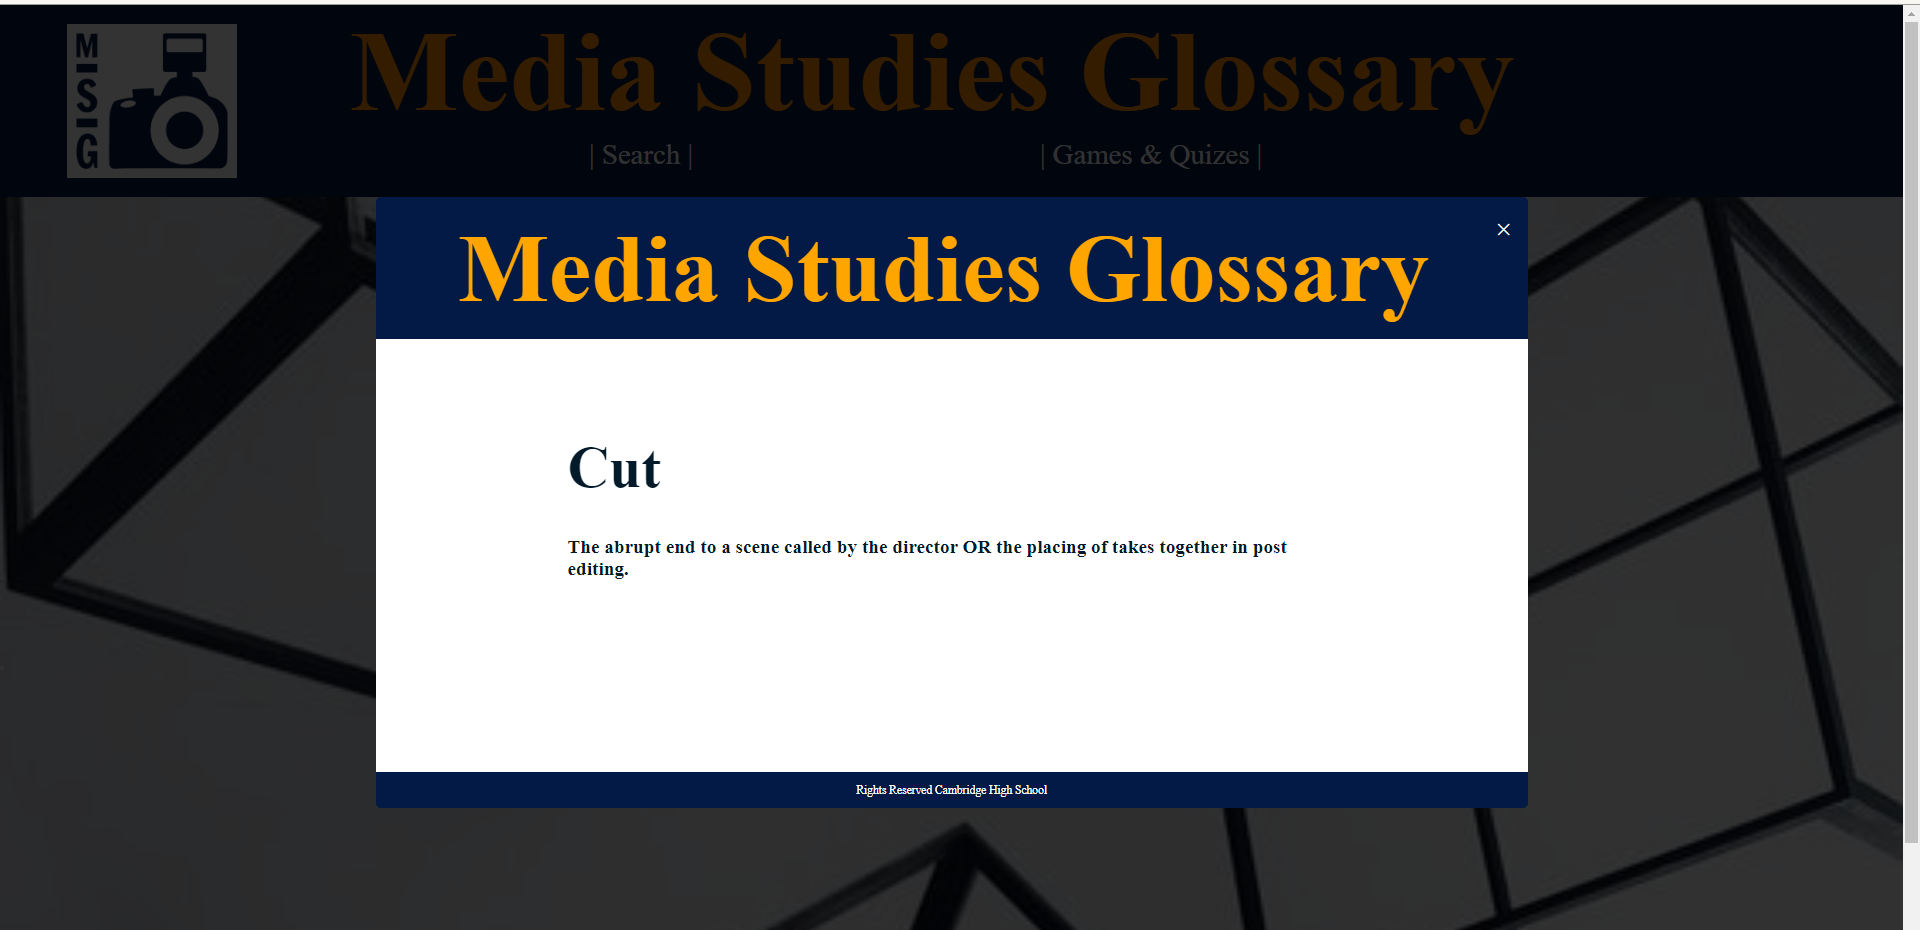 M-S-G
Media Studies Glossary
| Search |
| Games & Quizes |
Media Studies Glossary
×
Cut
The abrupt end to a scene called by the director OR the placing of takes together in post
editing.
Rights Reserved Cambridge High School